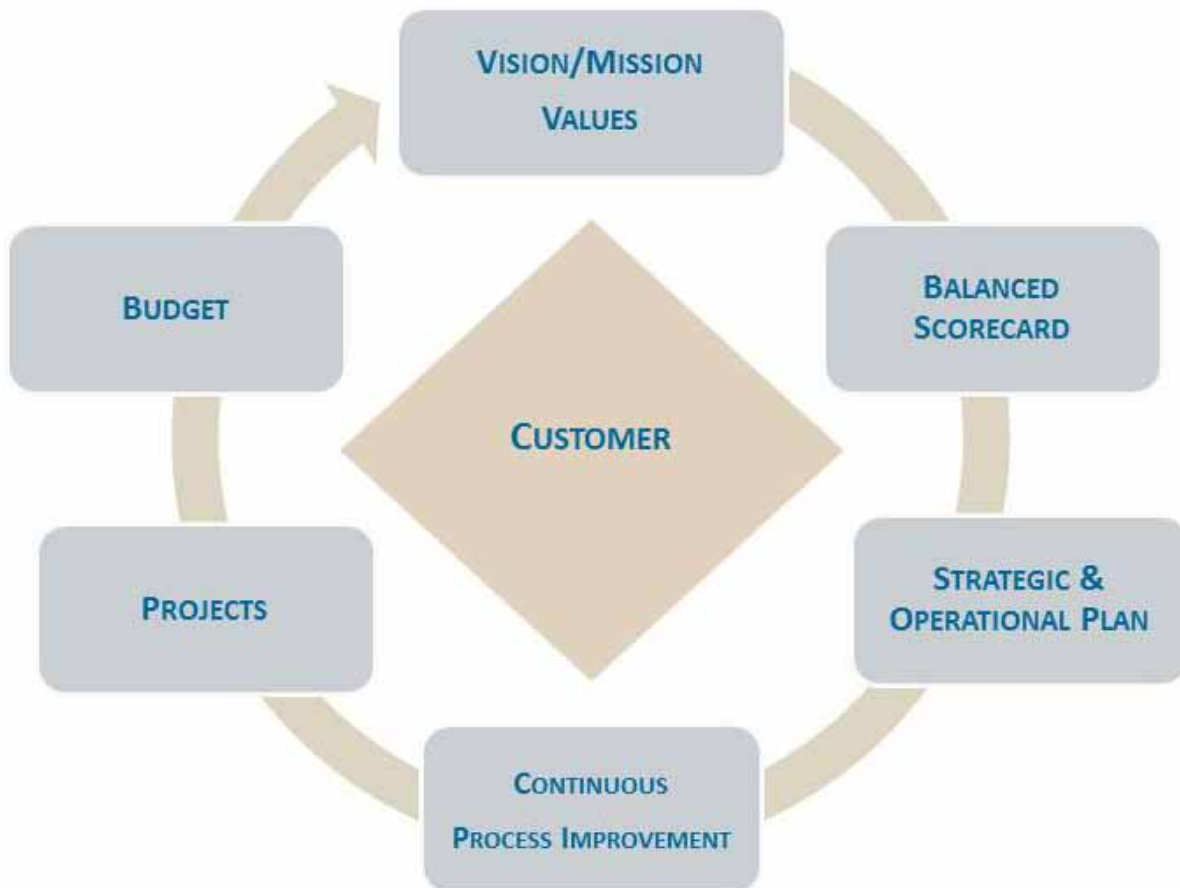 VISION/MISSION
VALUES
BALANCED
SCORECARD
STRATEGIC &
OPERATIONAL PLAN
CONTINUOUS
PROCESS IMPROVEMENT
PROJECTS
BUDGET
CUSTOMER